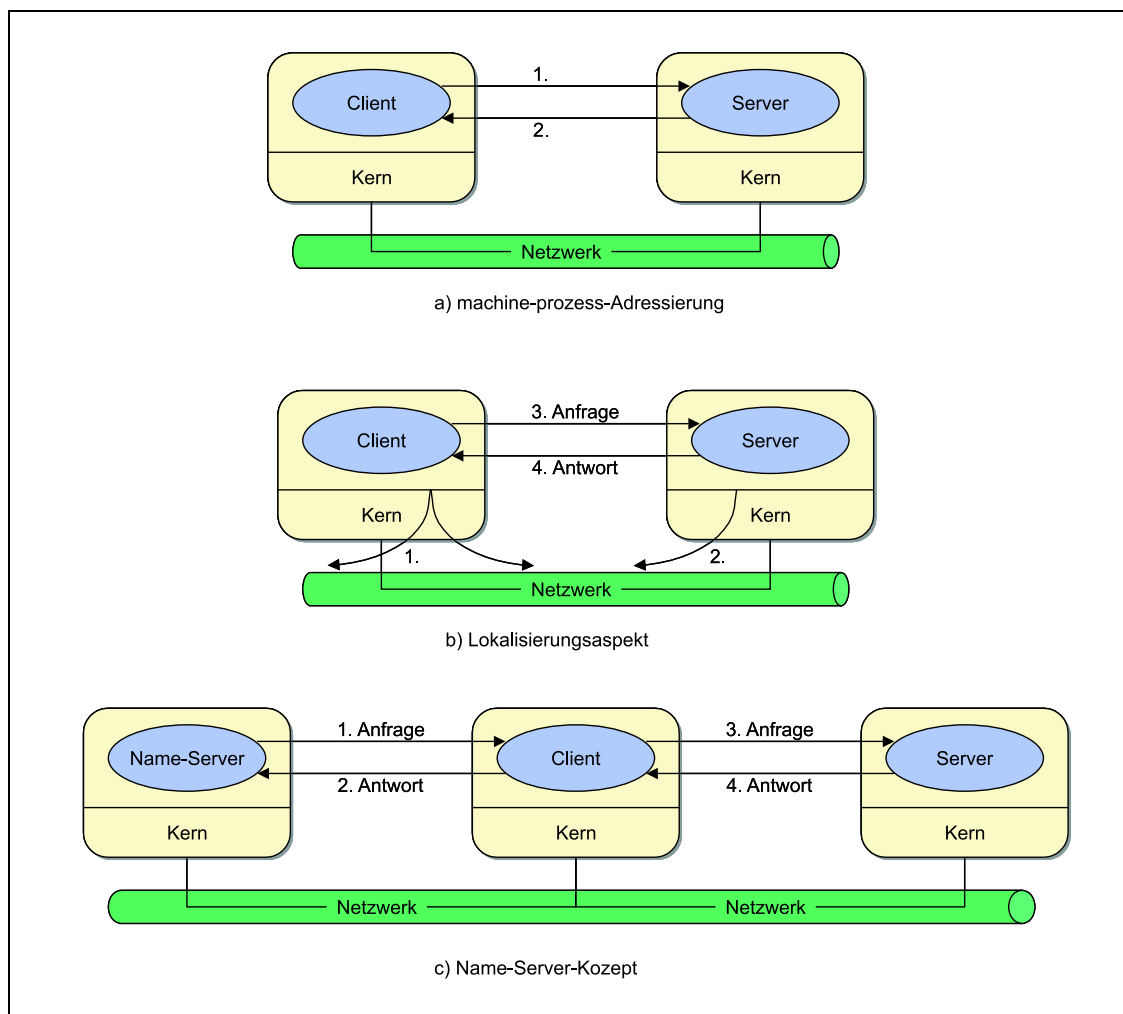 1.
Client
Server
2.
Kern
Kern
Netzwerk
a) machine-prozess-Adressierung
3. Anfrage
Client
Server
4. Antwort
Kern
Kern
1.
2.
Netzwerk
b) Lokalisierungsaspekt
1. Anfrage
3. Anfrage
Name-Server
Client
Server
2. Antwort
4. Antwort
Kern
Kern
Kern
Netzwerk
Netzwerk
c) Name-Server-Kozept